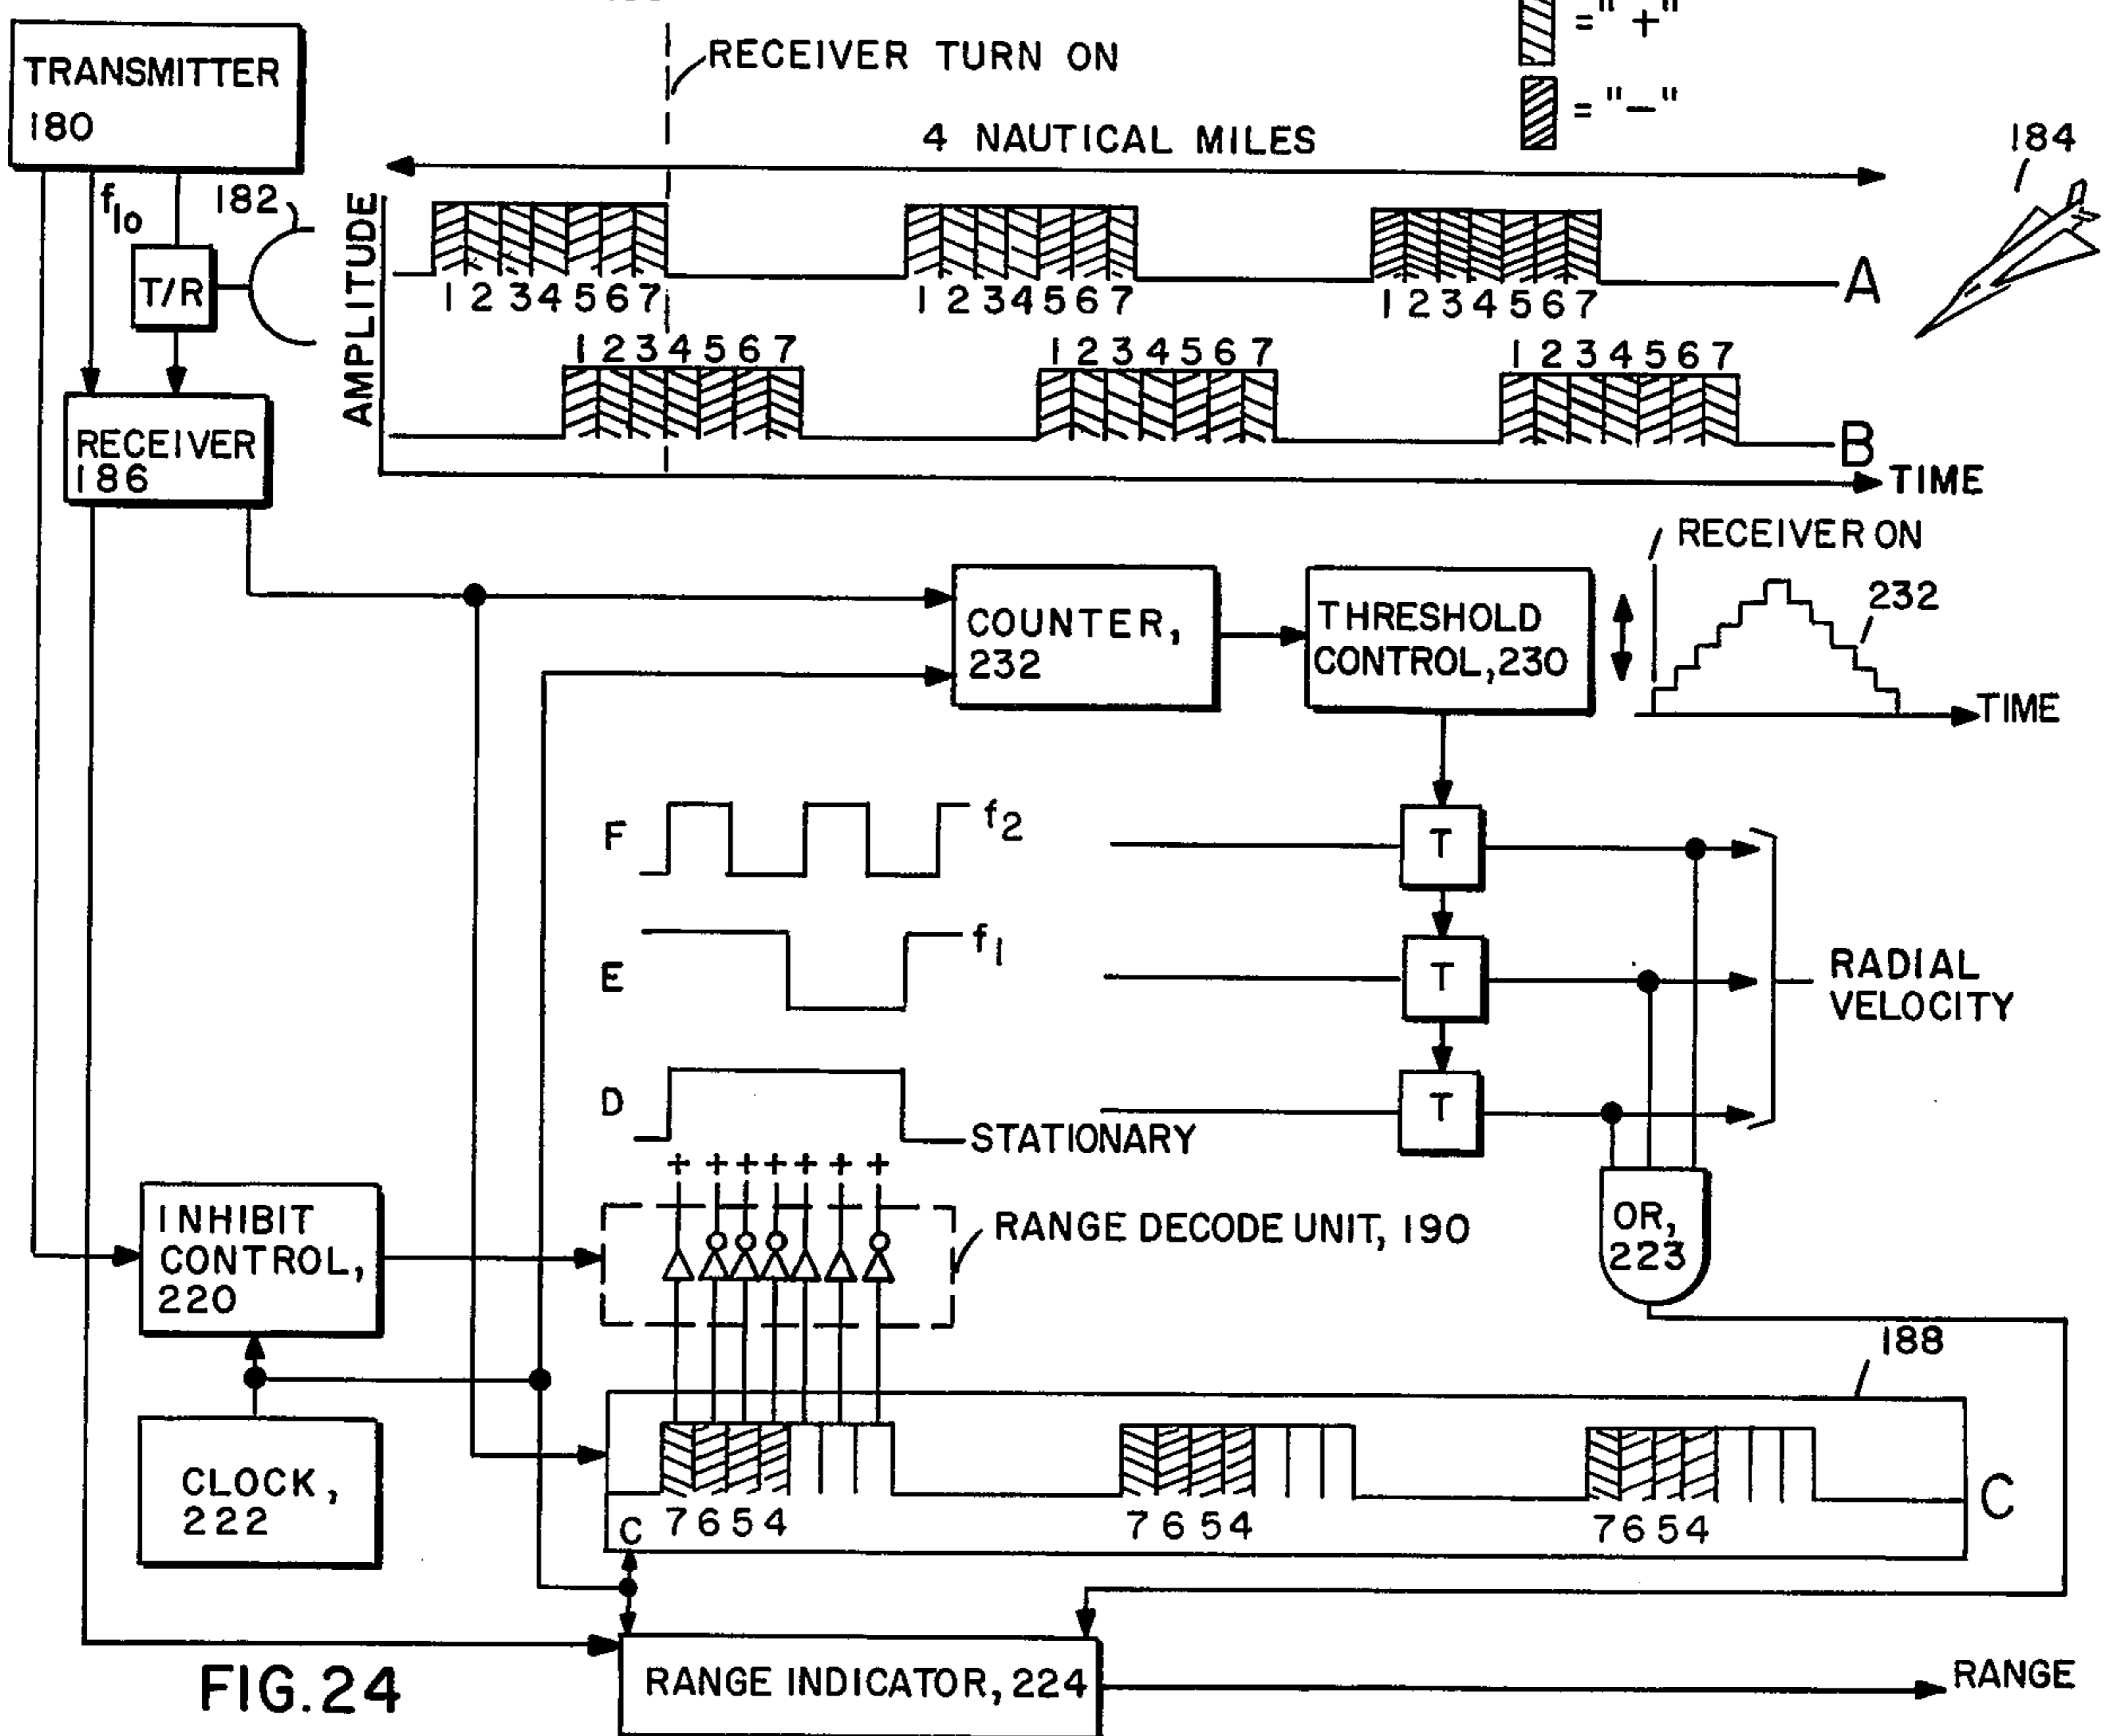 = "+"
= "—"
RECEIVER TURN ON
4 NAUTICAL MILES
TRANSMITTER
180
f10
182
T/R
184
AMPLITUDE
1 2 3 4 5 6 7
1 2 3 4 5 6 7
1 2 3 4 5 6 7
A
1 2 3 4 5 6 7
1 2 3 4 5 6 7
1 2 3 4 5 6 7
B
TIME
RECEIVER
186
RECEIVER ON
232
TIME
COUNTER,
232
THRESHOLD
CONTROL, 230
F
f2
T
E
f1
T
RADIAL
VELOCITY
D
STATIONARY
T
+ + + + + + +
INHIBIT
CONTROL,
220
RANGE DECODE UNIT, 190
OR,
223
188
CLOCK,
222
C
7 6 5 4
7 6 5 4
7 6 5 4
C
RANGE INDICATOR, 224
RANGE
FIG. 24